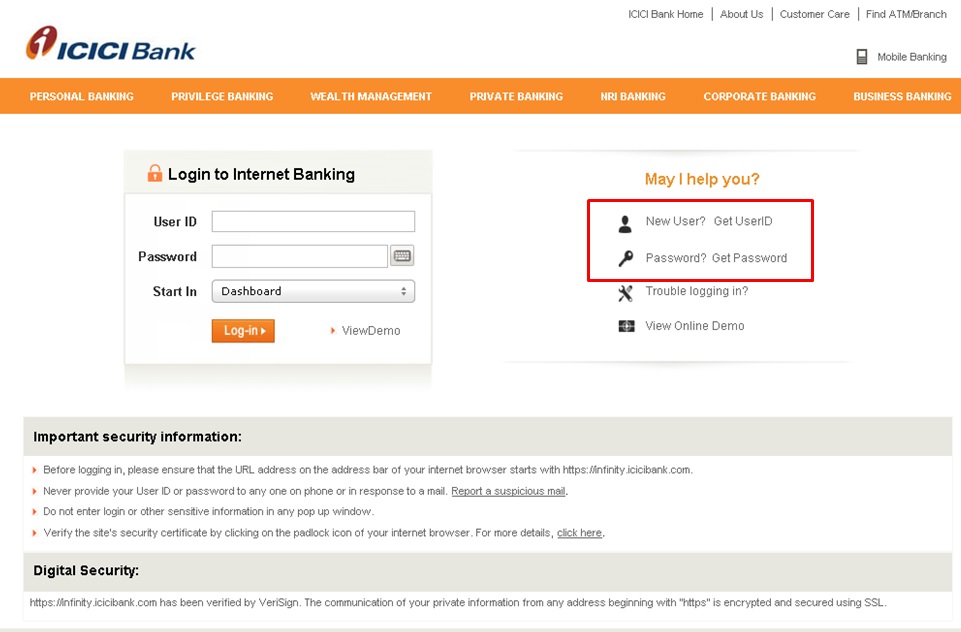 ICICI Bank Home About Us Customer Care Find ATM/Branch
ICICI Bank
Mobile Banking
PERSONAL BANKING PRIVILEGE BANKING WEALTH MANAGEMENT PRIVATE BANKING NRI BANKING CORPORATE BANKING BUSINESS BANKING
Login to Internet Banking
User ID
Password
Start In Dashboard
Log-in ViewDemo
May I help you?
New User? Get UserID
Password? Get Password
Trouble logging in?
View Online Demo
Important security information:
Before logging in, please ensure that the URL address on the address bar of your internet browser starts with https://infinity.icicibank.com.
Never provide your User ID or password to any one on phone or in response to a mail. Report a suspicious mail.
Do not enter login or other sensitive information in any pop up window.
Verify the site's security certificate by clicking on the padlock icon of your internet browser. For more details, click here.
Digital Security:
https://infinity.icicibank.com has been verified by VeriSign. The communication of your private information from any address beginning with "https" is encrypted and secured using SSL.